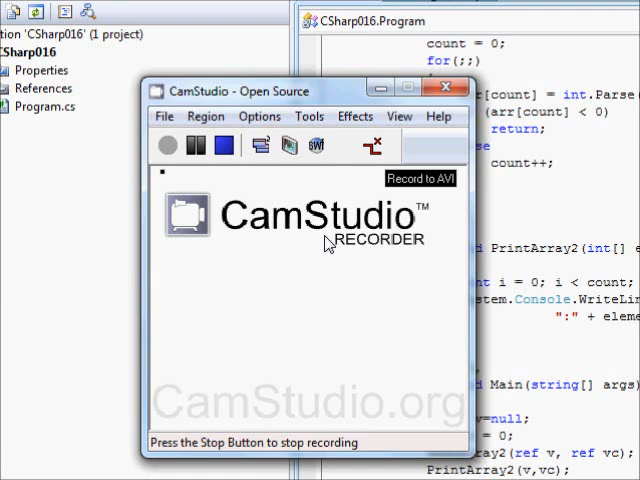 tion 'CSharp016' (1 project)
CSharp016
Properties
References
Program.cs
CSharp016.Program
count = 0;
for(;;)
r[count] = int.Parse(
(arr[count] < 0)
return;
se
count++;
d PrintArray2(int[] e
nt i = 0; i < count;
stem.Console.WriteLin
":" + eleme
d Main(string[] args)
v=null;
= 0;
rray2(ref v, ref vc);
PrintArray2(v,vc);
CamStudio - Open Source
File Region Options Tools Effects View Help
SWF
Record to AVI
CamStudio™
RECORDER
CamStudio.org
Press the Stop Button to stop recording